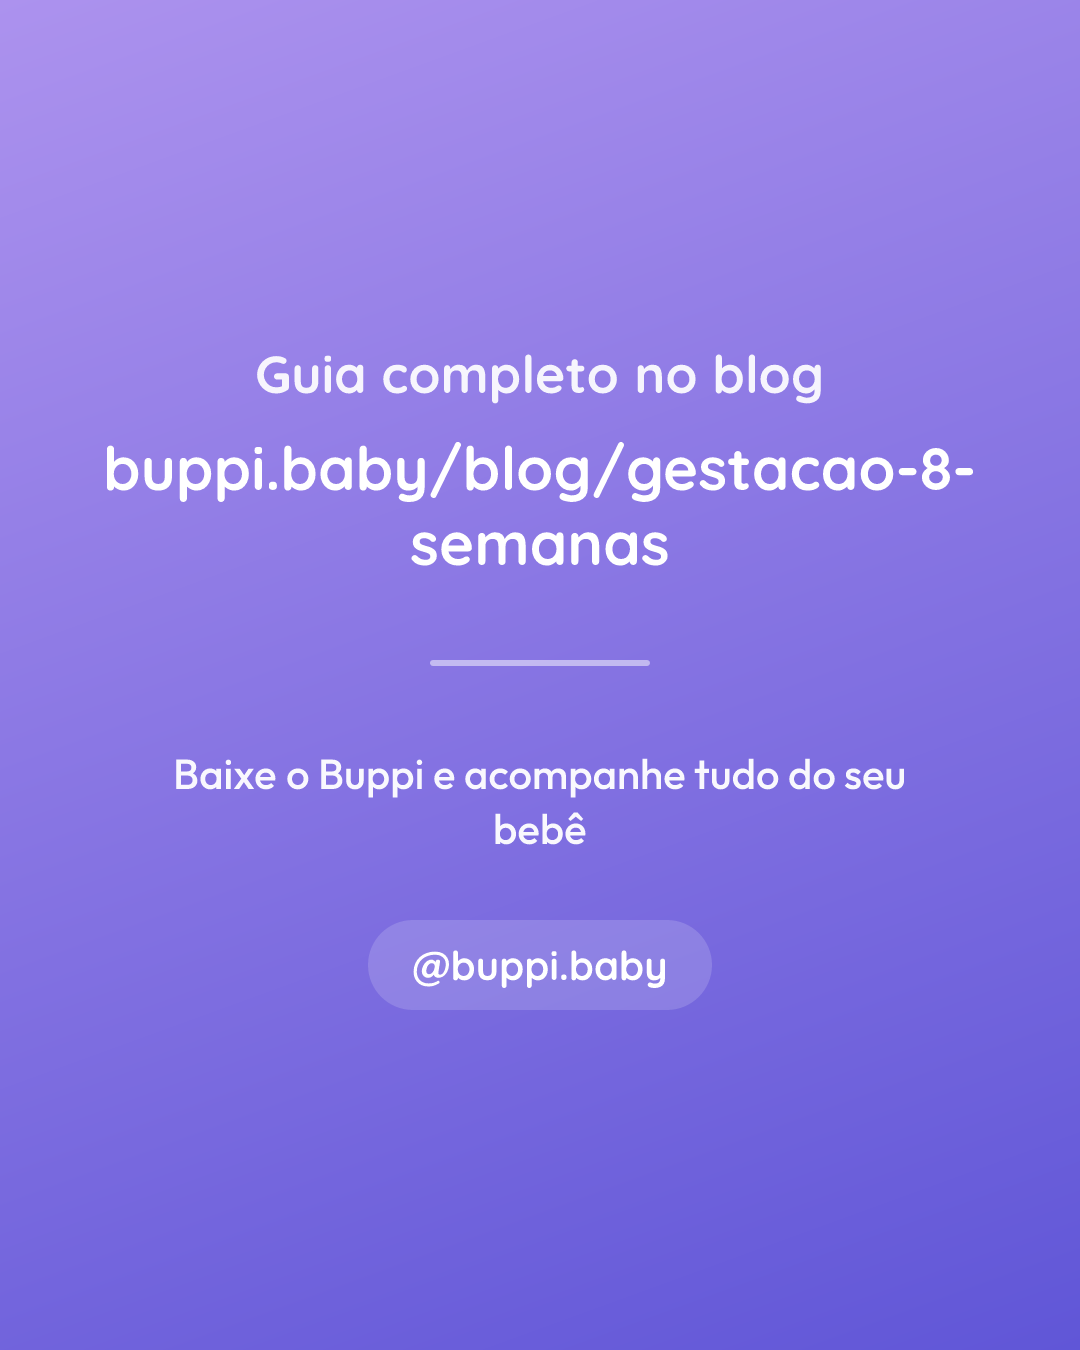 Guia completo no blog
buppi.baby/blog/gestacao-8-
semanas
Baixe o Buppi e acompanhe tudo do seu
bebê
@buppi.baby